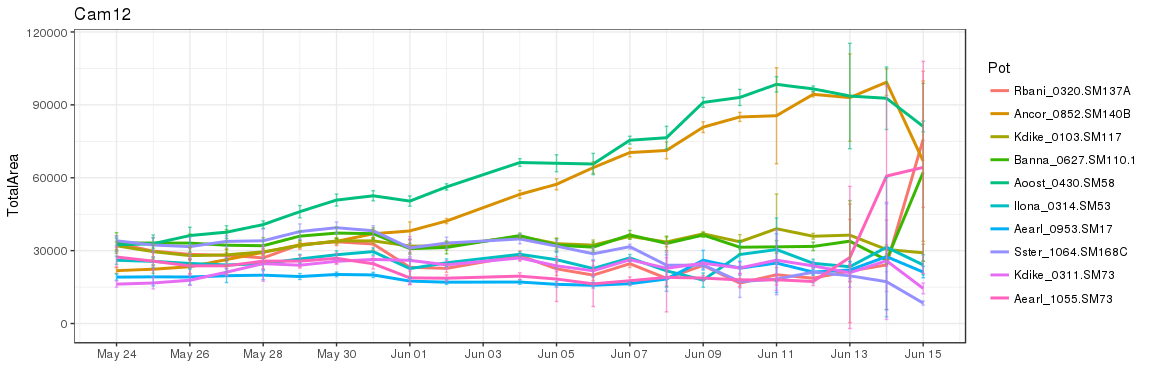 Cam12
TotalArea
120000
90000
60000
30000
0
May 24
May 26
May 28
May 30
Jun 01
Jun 03
Jun 05
Jun 07
Jun 09
Jun 11
Jun 13
Jun 15
Pot
Rbani_0320.SM137A
Ancor_0852.SM140B
Kdike_0103.SM117
Banna_0627.SM110.1
Aoost_0430.SM58
Ilona_0314.SM53
Aearl_0953.SM17
Sster_1064.SM168C
Kdike_0311.SM73
Aearl_1055.SM73